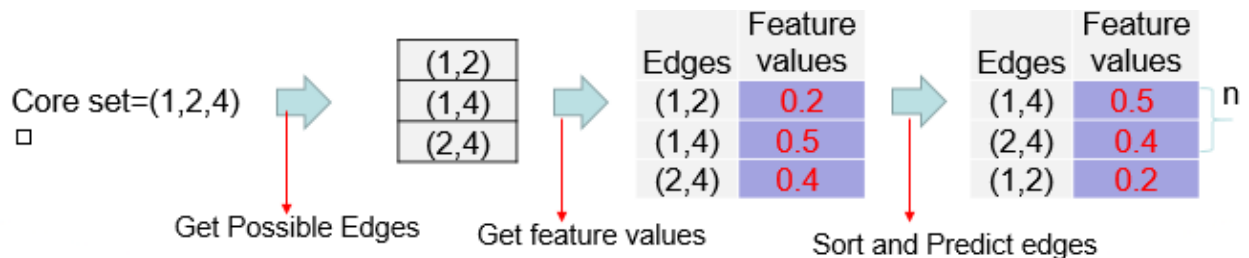 Core set=(1,2,4)
(1,2)
(1,4)
(2,4)
Feature
Edges values
(1,2) 0.2
(1,4) 0.5
(2,4) 0.4
Feature
Edges values
(1,4) 0.5
(2,4) 0.4
(1,2) 0.2
n
Get Possible Edges
Get feature values
Sort and Predict edges